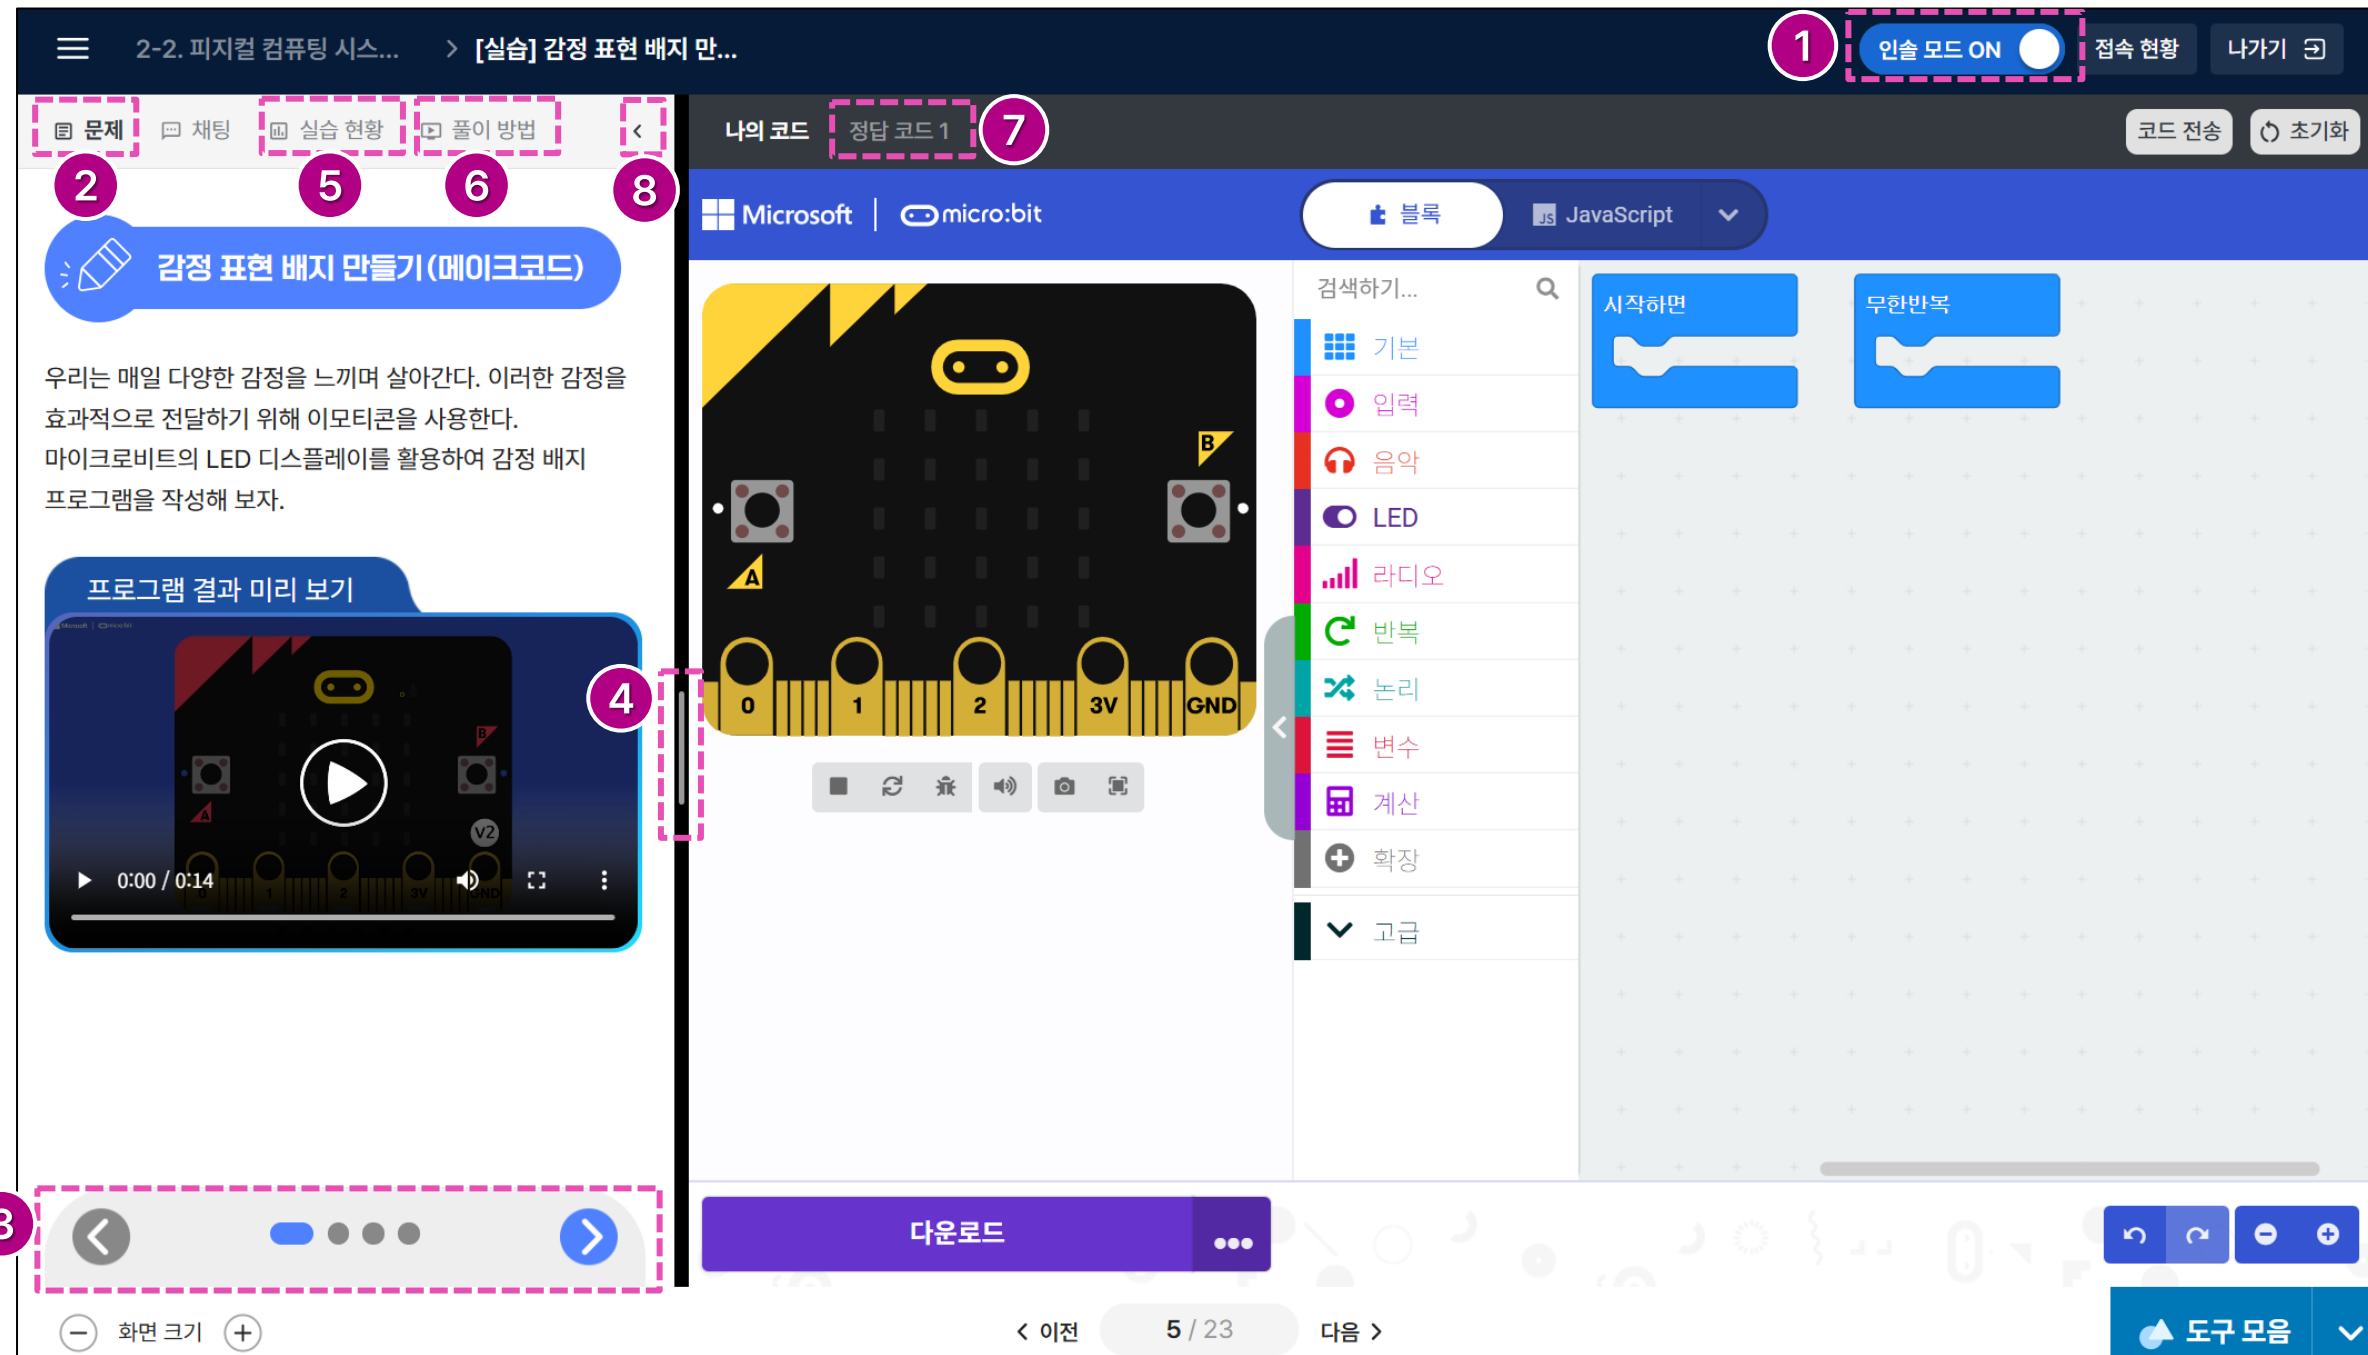 2-2. 피지컬 컴퓨팅 시스... > [실습] 감정 표현 배지 만...
1 인솔 모드 ON 접속 현황 나가기
문제 채팅 실습 현황 풀이 방법
2 5 6 8
나의 코드 정답 코드 1 7 코드 전송 초기화
감정 표현 배지 만들기(메이크코드)
우리는 매일 다양한 감정을 느끼며 살아간다. 이러한 감정을
효과적으로 전달하기 위해 이모티콘을 사용한다.
마이크로비트의 LED 디스플레이를 활용하여 감정 배지
프로그램을 작성해 보자.
프로그램 결과 미리 보기
Microsoft | micro:bit
B
A
V2
0 1 2 3V GND
0:00 / 0:14
3
4
화면 크기
Microsoft | micro:bit
블록 JS JavaScript
B
A
0 1 2 3V GND
검색하기...
기본
입력
음악
LED
라디오
반복
논리
변수
계산
확장
고급
시작하면 무한반복
다운로드 •••
< 이전 5 / 23 다음 >
도구 모음